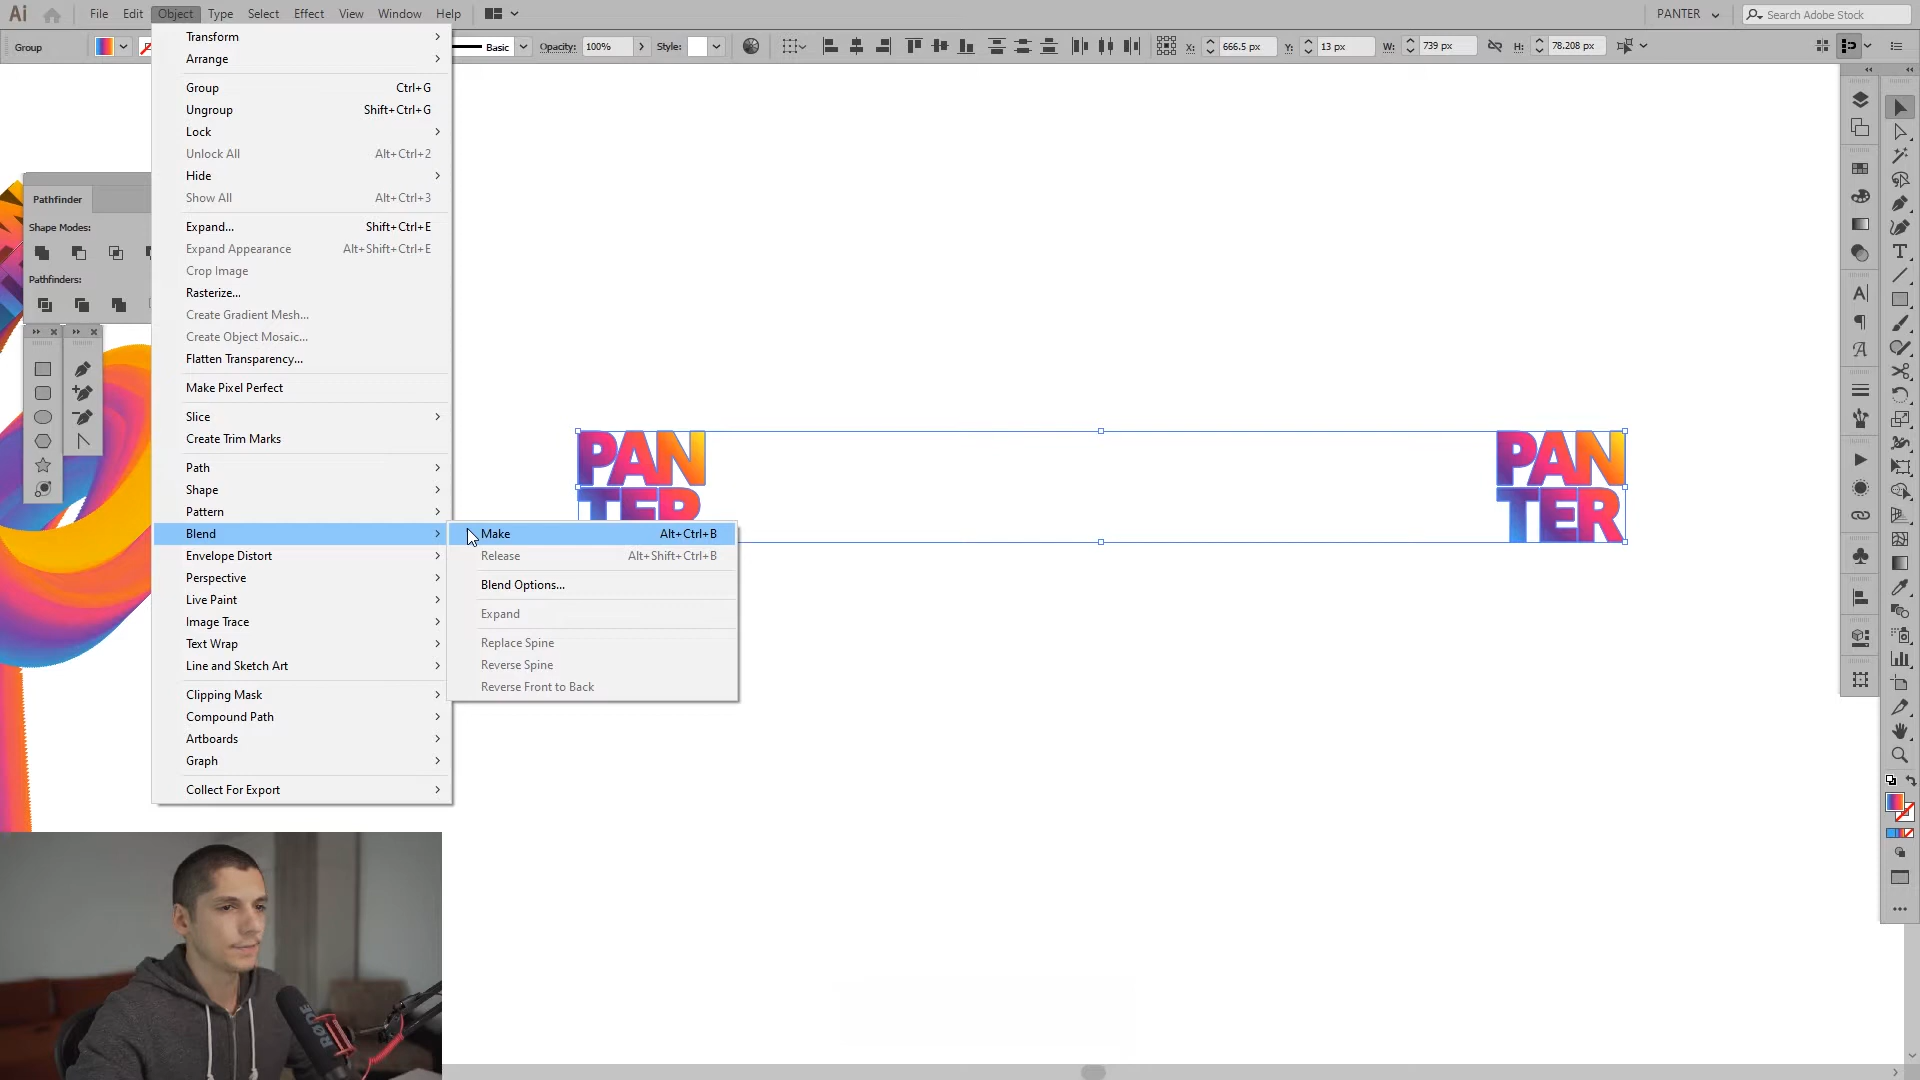 Ai
File Edit Object Type Select Effect View Window Help
PANTER
Search Adobe Stock
Group
Basic
Opacity: 100%
Style:
X: 666.5 px
Y: 13 px
W: 739 px
H: 78.208 px
Transform
Arrange
Group Ctrl+G
Ungroup Shift+Ctrl+G
Lock
Unlock All Alt+Ctrl+2
Hide
Show All Alt+Ctrl+3
Expand... Shift+Ctrl+E
Expand Appearance Alt+Shift+Ctrl+E
Crop Image
Rasterize...
Create Gradient Mesh...
Create Object Mosaic...
Flatten Transparency...
Make Pixel Perfect
Slice
Create Trim Marks
Path
Shape
Pattern
Blend
Envelope Distort
Perspective
Live Paint
Image Trace
Text Wrap
Line and Sketch Art
Clipping Mask
Compound Path
Artboards
Graph
Collect For Export
Make Alt+Ctrl+B
Release Alt+Shift+Ctrl+B
Blend Options...
Expand
Replace Spine
Reverse Spine
Reverse Front to Back
Pathfinder
Shape Modes:
Pathfinders:
PAN
TER
PAN
TER
RØDE